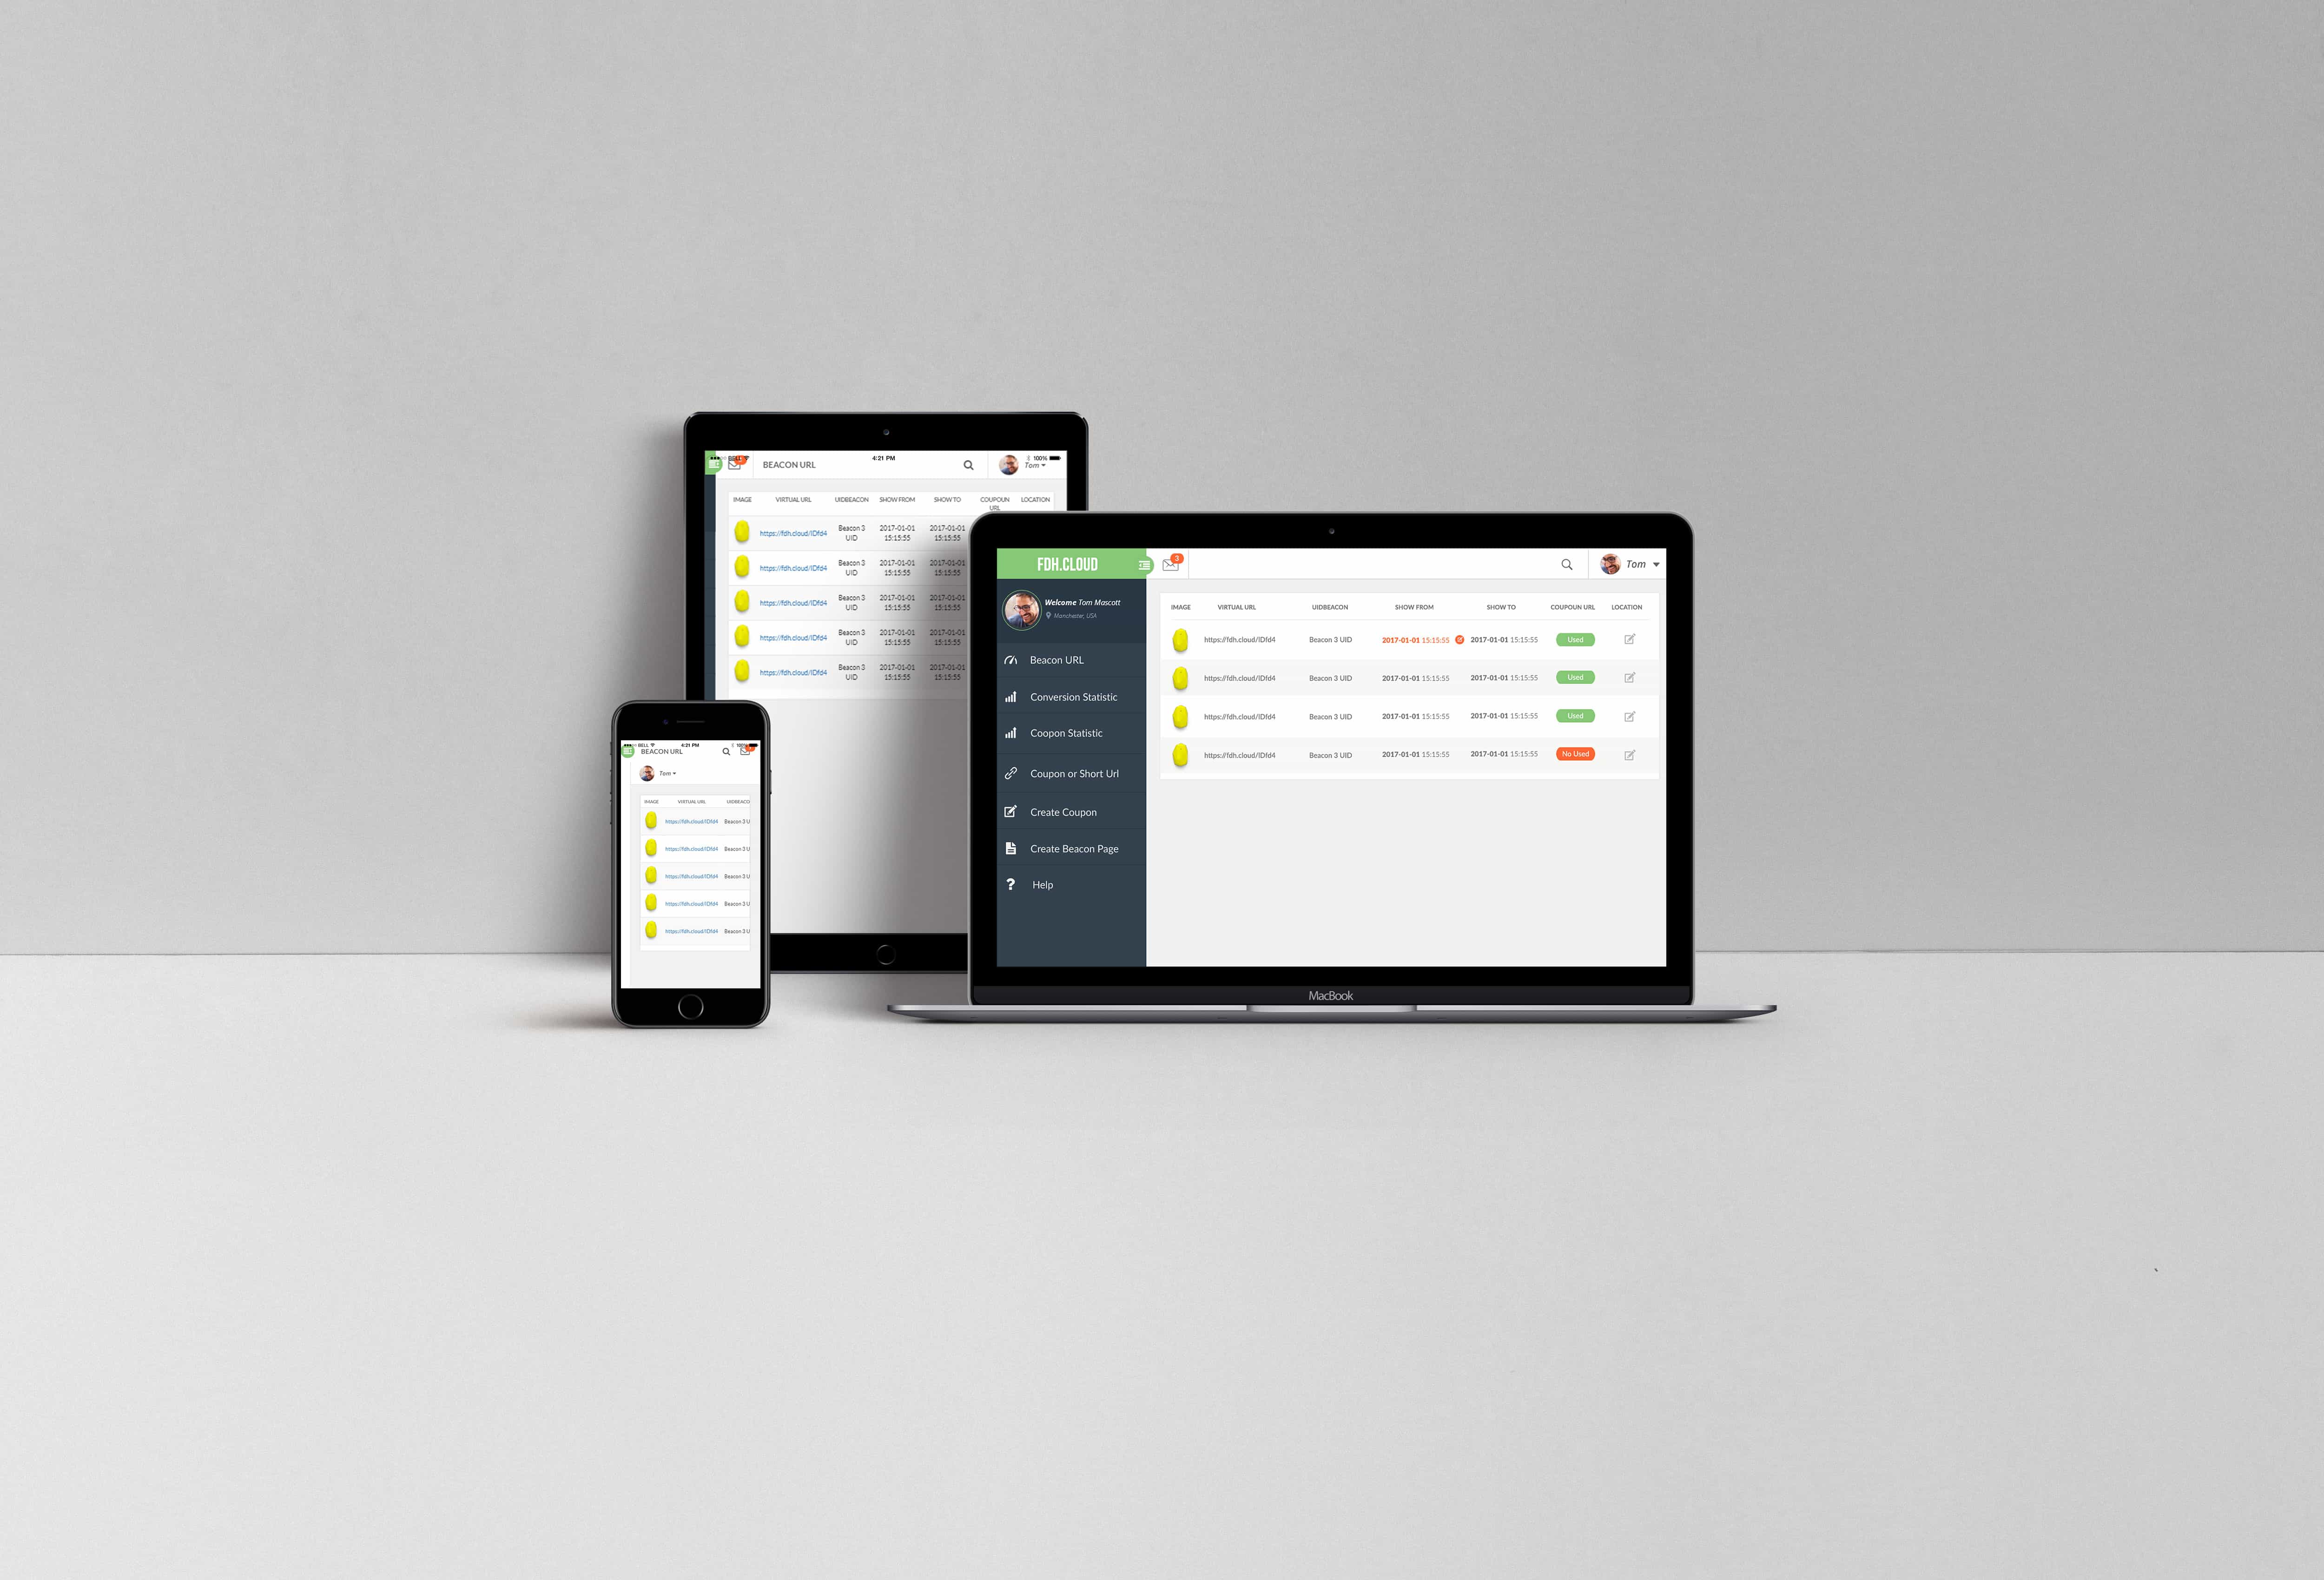 BELL
4:21 PM
100%
BEACON URL
Tom
IMAGE VIRTUAL URL UIDBEACON SHOW FROM SHOW TO COUPOUN URL LOCATION
https://fdh.cloud/IDfd4 Beacon 3 UID 2017-01-01 15:15:55 2017-01-01 15:15:55
https://fdh.cloud/IDfd4 Beacon 3 UID 2017-01-01 15:15:55 2017-01-01 15:15:55
https://fdh.cloud/IDfd4 Beacon 3 UID 2017-01-01 15:15:55 2017-01-01 15:15:55
https://fdh.cloud/IDfd4 Beacon 3 UID 2017-01-01 15:15:55 2017-01-01 15:15:55
https://fdh.cloud/IDfd4 Beacon 3 UID 2017-01-01 15:15:55 2017-01-01 15:15:55
BELL 4:21 PM
BEACON URL
Tom
IMAGE VIRTUAL URL UIDBEACO
https://fdh.cloud/IDfd4 Beacon 3 U
https://fdh.cloud/IDfd4 Beacon 3 U
https://fdh.cloud/IDfd4 Beacon 3 U
https://fdh.cloud/IDfd4 Beacon 3 U
https://fdh.cloud/IDfd4 Beacon 3 U
FDH.CLOUD
3
Tom
Welcome Tom Mascott
Manchester, USA
Beacon URL
Conversion Statistic
Coopon Statistic
Coupon or Short Url
Create Coupon
Create Beacon Page
Help
IMAGE VIRTUAL URL UIDBEACON SHOW FROM SHOW TO COUPOUN URL LOCATION
https://fdh.cloud/IDfd4 Beacon 3 UID 2017-01-01 15:15:55 2017-01-01 15:15:55 Used
https://fdh.cloud/IDfd4 Beacon 3 UID 2017-01-01 15:15:55 2017-01-01 15:15:55 Used
https://fdh.cloud/IDfd4 Beacon 3 UID 2017-01-01 15:15:55 2017-01-01 15:15:55 Used
https://fdh.cloud/IDfd4 Beacon 3 UID 2017-01-01 15:15:55 2017-01-01 15:15:55 No Used
MacBook